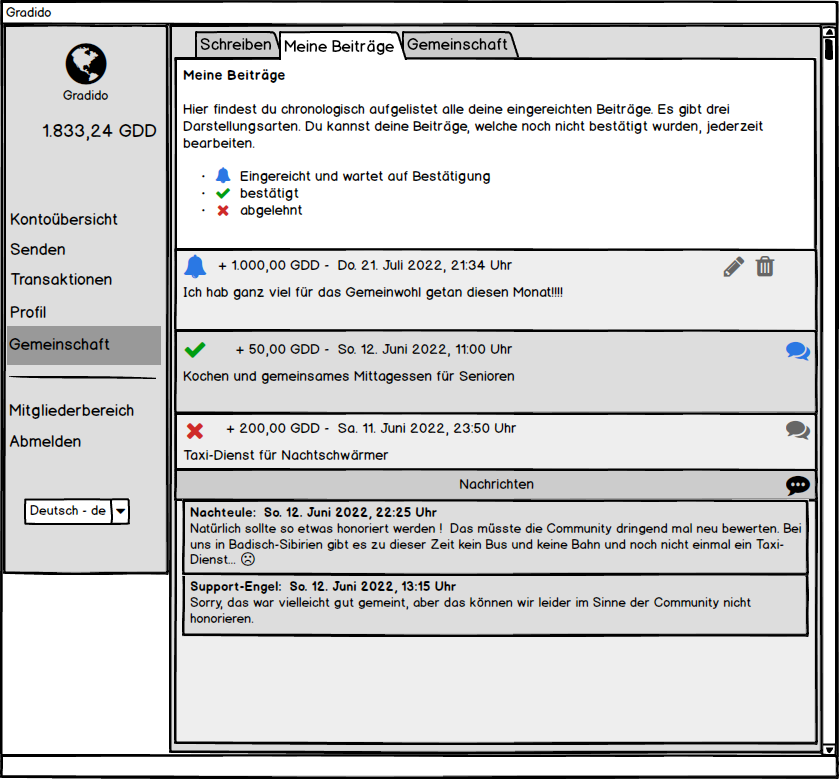 Gradido
Gradido
1.833,24 GDD
Kontoübersicht
Senden
Transaktionen
Profil
Gemeinschaft
Mitgliederbereich
Abmelden
Deutsch - de
Schreiben
Meine Beiträge
Gemeinschaft
Meine Beiträge
Hier findest du chronologisch aufgelistet alle deine eingereichten Beiträge. Es gibt drei
Darstellungsarten. Du kannst deine Beiträge, welche noch nicht bestätigt wurden, jederzeit
bearbeiten.
· Eingereicht und wartet auf Bestätigung
· bestätigt
· abgelehnt
+ 1.000,00 GDD - Do. 21. Juli 2022, 21:34 Uhr
Ich hab ganz viel für das Gemeinwohl getan diesen Monat!!!!
+ 50,00 GDD - So. 12. Juni 2022, 11:00 Uhr
Kochen und gemeinsames Mittagessen für Senioren
+ 200,00 GDD - Sa. 11. Juni 2022, 23:50 Uhr
Taxi-Dienst für Nachtschwärmer
Nachrichten
Nachteule: So. 12. Juni 2022, 22:25 Uhr
Natürlich sollte so etwas honoriert werden ! Das müsste die Community dringend mal neu bewerten. Bei
uns in Badisch-Sibirien gibt es zu dieser Zeit kein Bus und keine Bahn und noch nicht einmal ein Taxi-
Dienst... ☹
Support-Engel: So. 12. Juni 2022, 13:15 Uhr
Sorry, das war vielleicht gut gemeint, aber das können wir leider im Sinne der Community nicht
honorieren.